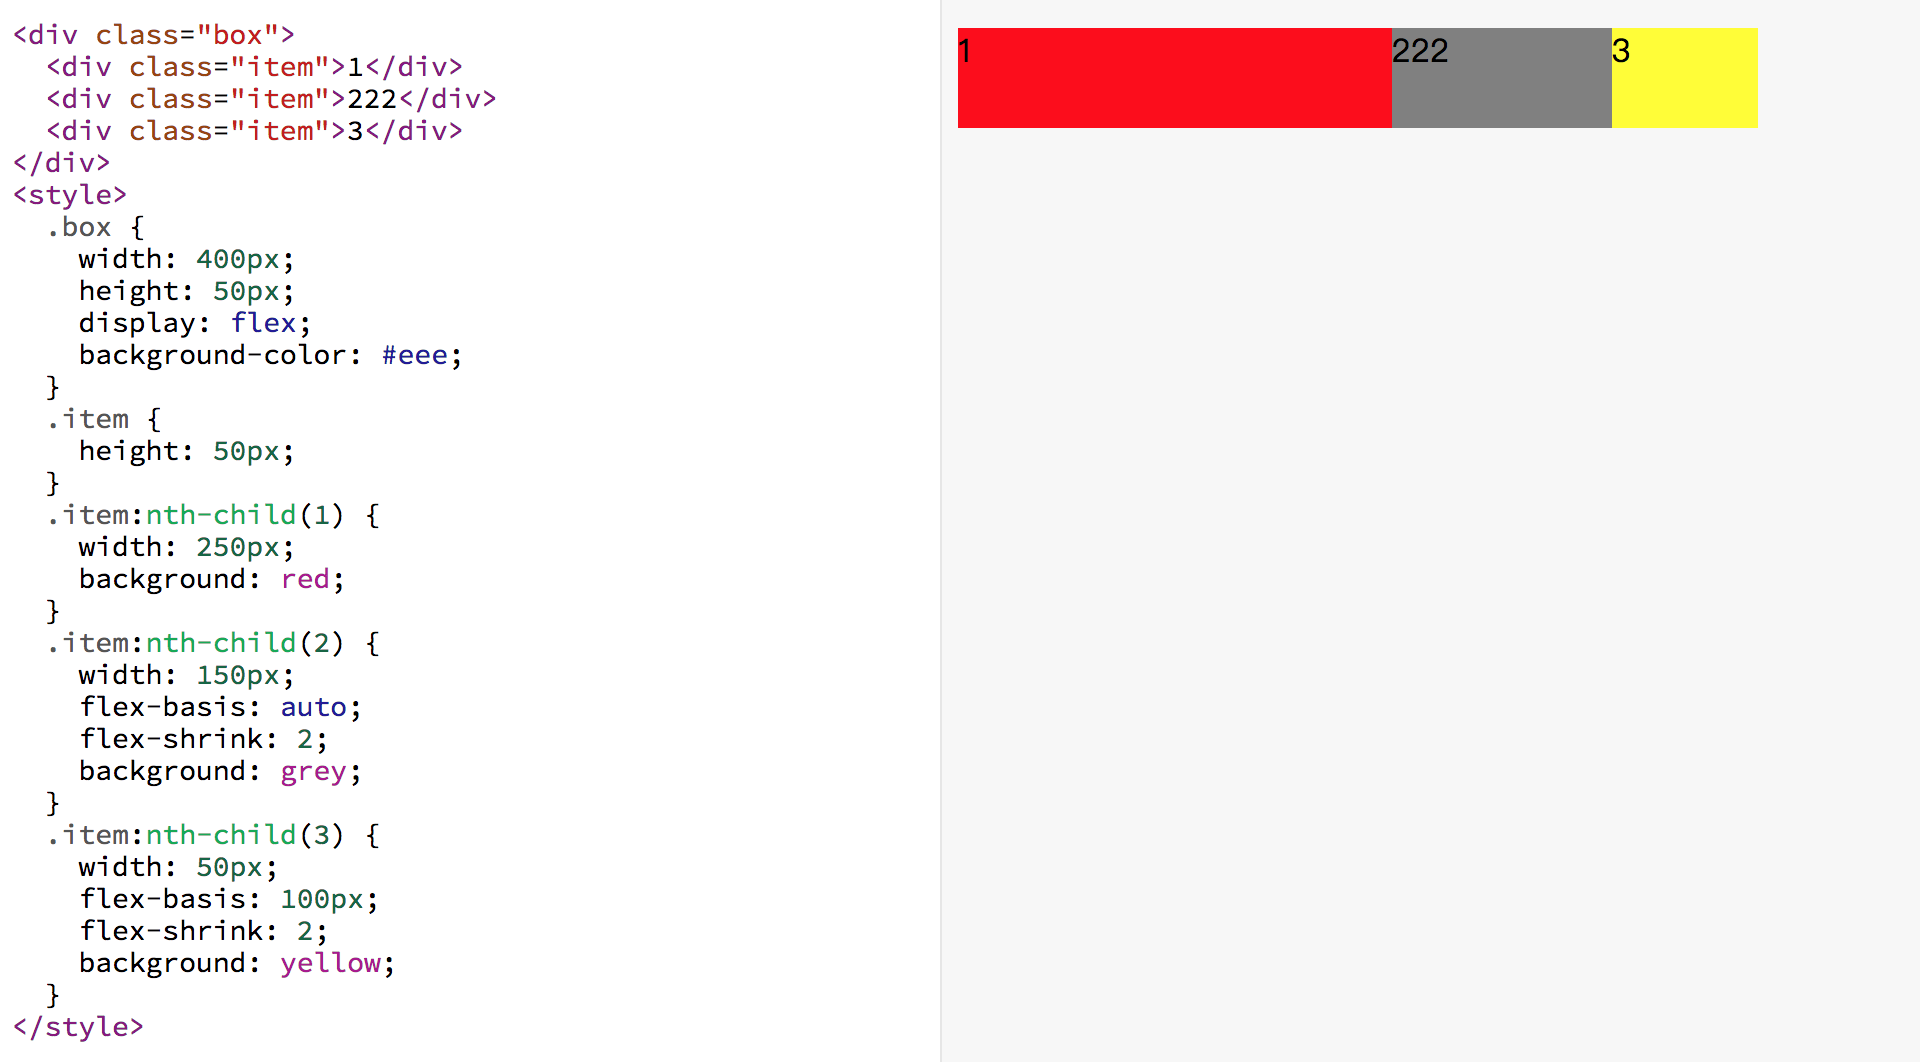 <div class="box">
  <div class="item">1</div>
  <div class="item">222</div>
  <div class="item">3</div>
</div>
<style>
  .box {
    width: 400px;
    height: 50px;
    display: flex;
    background-color: #eee;
  }
  .item {
    height: 50px;
  }
  .item:nth-child(1) {
    width: 250px;
    background: red;
  }
  .item:nth-child(2) {
    width: 150px;
    flex-basis: auto;
    flex-shrink: 2;
    background: grey;
  }
  .item:nth-child(3) {
    width: 50px;
    flex-basis: 100px;
    flex-shrink: 2;
    background: yellow;
  }
</style>
1 222 3